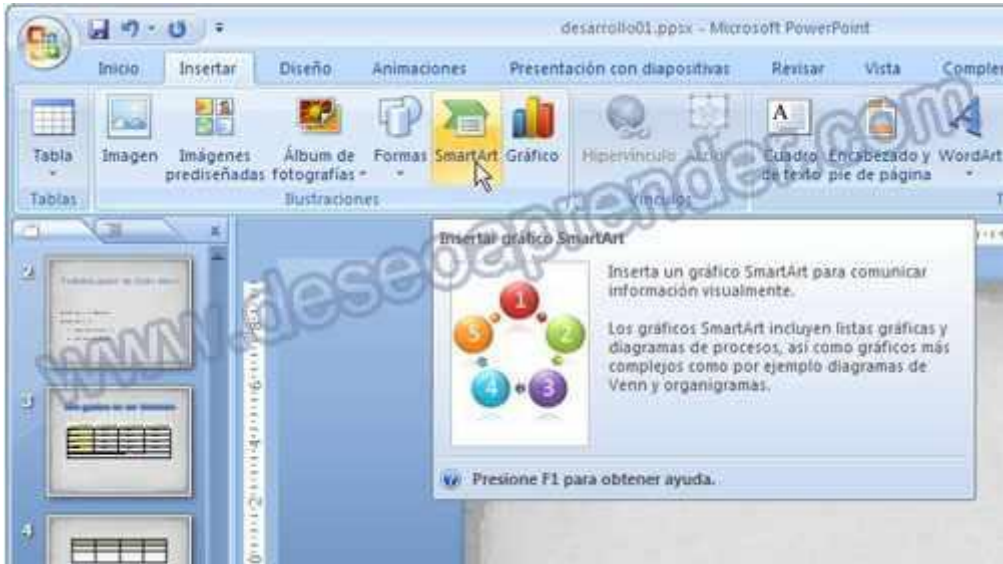 desarrollo01.ppsx - Microsoft PowerPoint
Inicio Insertar Diseño Animaciones Presentación con diapositivas Revisar Vista
Tabla Imagen Imágenes prediseñadas Álbum de fotografías Formas SmartArt Gráfico Hipervínculo Acción Cuadro de texto Encabezado y pie de página WordArt
Tablas Ilustraciones Vínculos
www.deseoaprender.com
Insertar gráfico SmartArt
1
2
3
4
5
Inserta un gráfico SmartArt para comunicar
información visualmente.
Los gráficos SmartArt incluyen listas gráficas y
diagramas de procesos, así como gráficos más
complejos como por ejemplo diagramas de
Venn y organigramas.
Presione F1 para obtener ayuda.
2
3
4